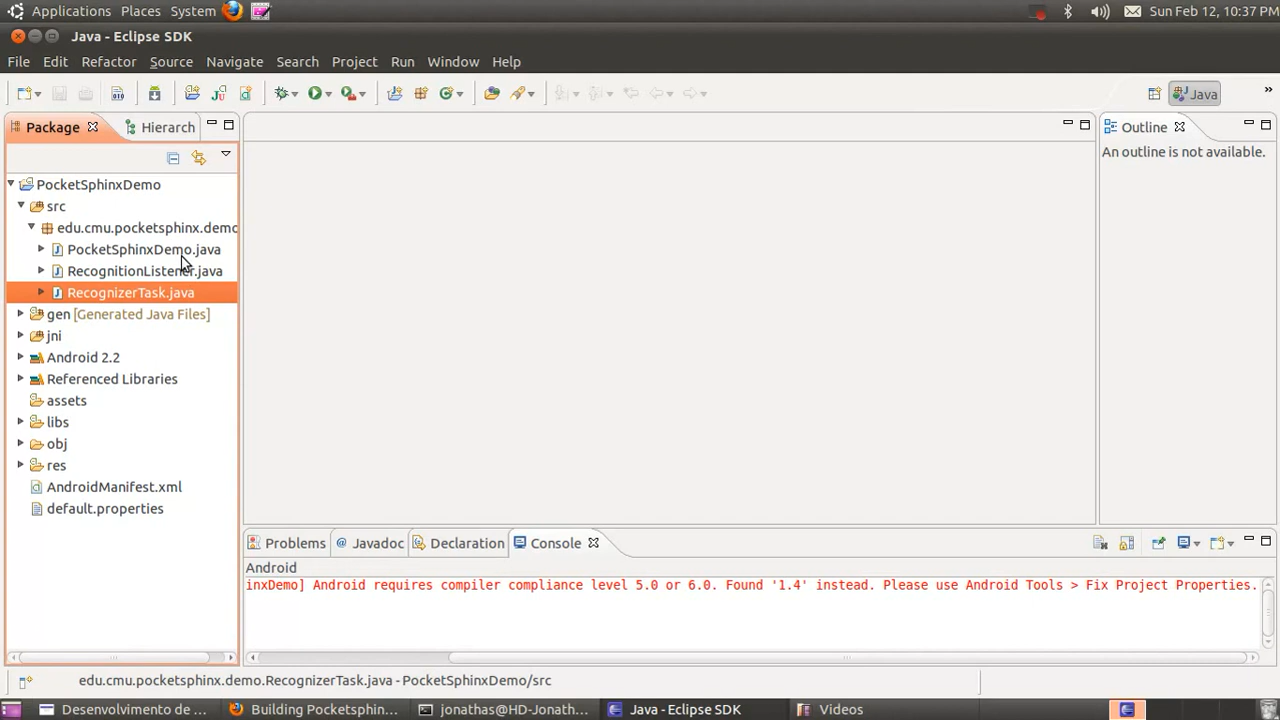 Applications Places System Sun Feb 12, 10:37 PM
Java - Eclipse SDK
File Edit Refactor Source Navigate Search Project Run Window Help
Java »
Package Hierarch Outline
An outline is not available.
PocketSphinxDemo
src
edu.cmu.pocketsphinx.demo
PocketSphinxDemo.java
RecognitionListener.java
RecognizerTask.java
gen [Generated Java Files]
jni
Android 2.2
Referenced Libraries
assets
libs
obj
res
AndroidManifest.xml
default.properties
Problems Javadoc Declaration Console
Android
inxDemo] Android requires compiler compliance level 5.0 or 6.0. Found '1.4' instead. Please use Android Tools > Fix Project Properties.
edu.cmu.pocketsphinx.demo.RecognizerTask.java - PocketSphinxDemo/src
Desenvolvimento de ... Building Pocketsphin... jonathas@HD-Jonath... Java - Eclipse SDK Videos